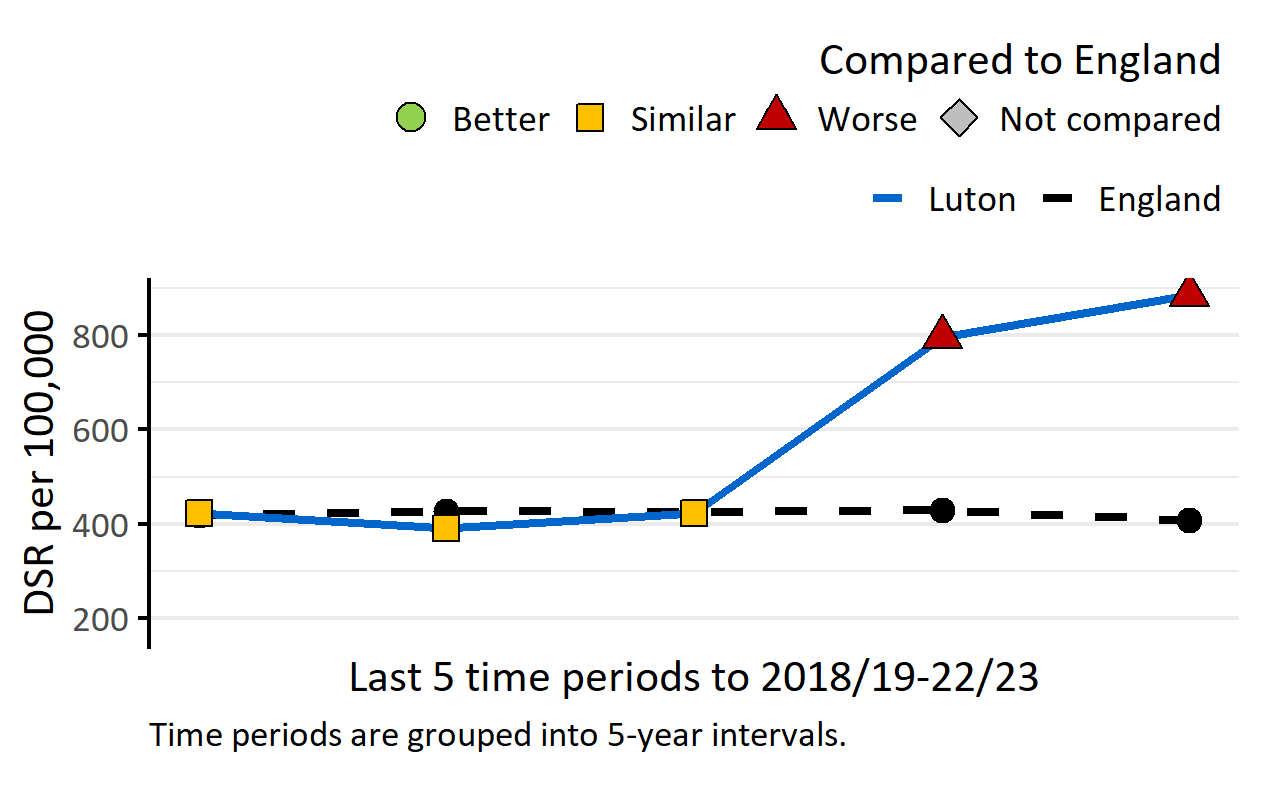 Compared to England
Better Similar Worse Not compared
Luton England
DSR per 100,000
800
600
400
200
Last 5 time periods to 2018/19-22/23
Time periods are grouped into 5-year intervals.